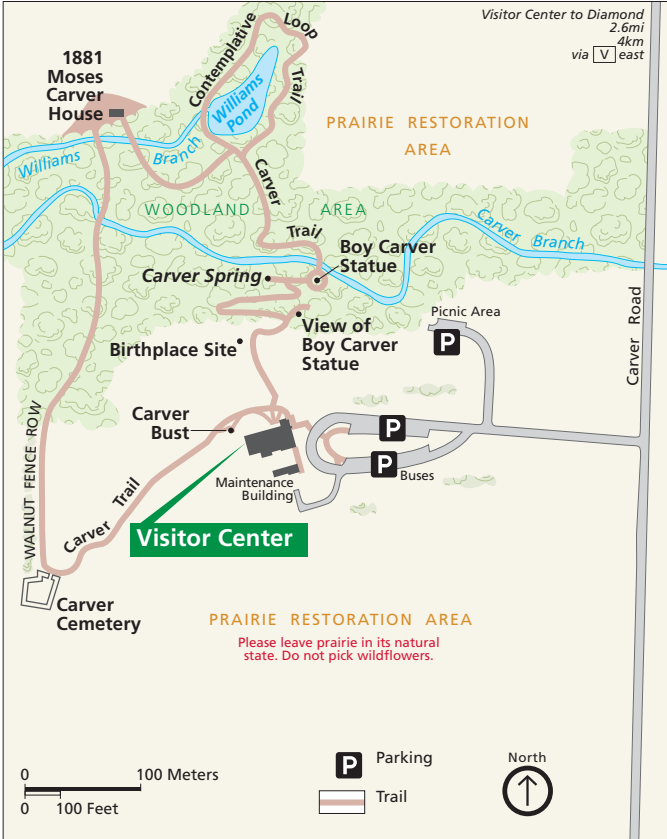 Visitor Center to Diamond
2.6mi
4km
via V east
Contemplative Loop Trail
1881
Moses
Carver
House
Williams
Pond
PRAIRIE RESTORATION
AREA
Williams Branch
Carver Trail
WOODLAND AREA
Carver Branch
Boy Carver
Statue
Carver Spring
View of
Boy Carver
Statue
Picnic Area
P
Birthplace Site
Carver Road
Carver
Bust
P
P
Buses
Maintenance
Building
WALNUT FENCE ROW
Carver Trail
Visitor Center
Carver
Cemetery
PRAIRIE RESTORATION AREA
Please leave prairie in its natural
state. Do not pick wildflowers.
0 100 Meters
0 100 Feet
P Parking
Trail
North